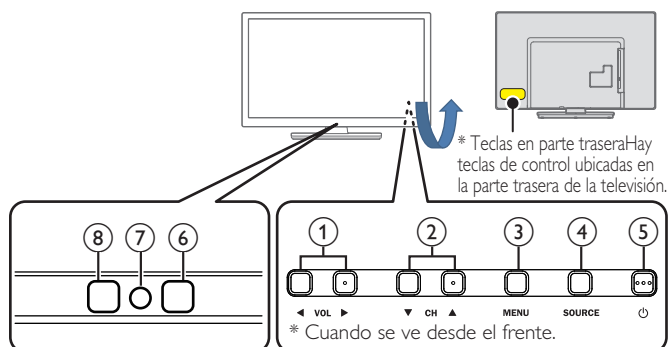 * Teclas en parte traseraHay
teclas de control ubicadas en
la parte trasera de la televisión.
8 7 6
1 2 3 4 5
◀ VOL ▶ ▼ CH ▲ MENU SOURCE
* Cuando se ve desde el frente.